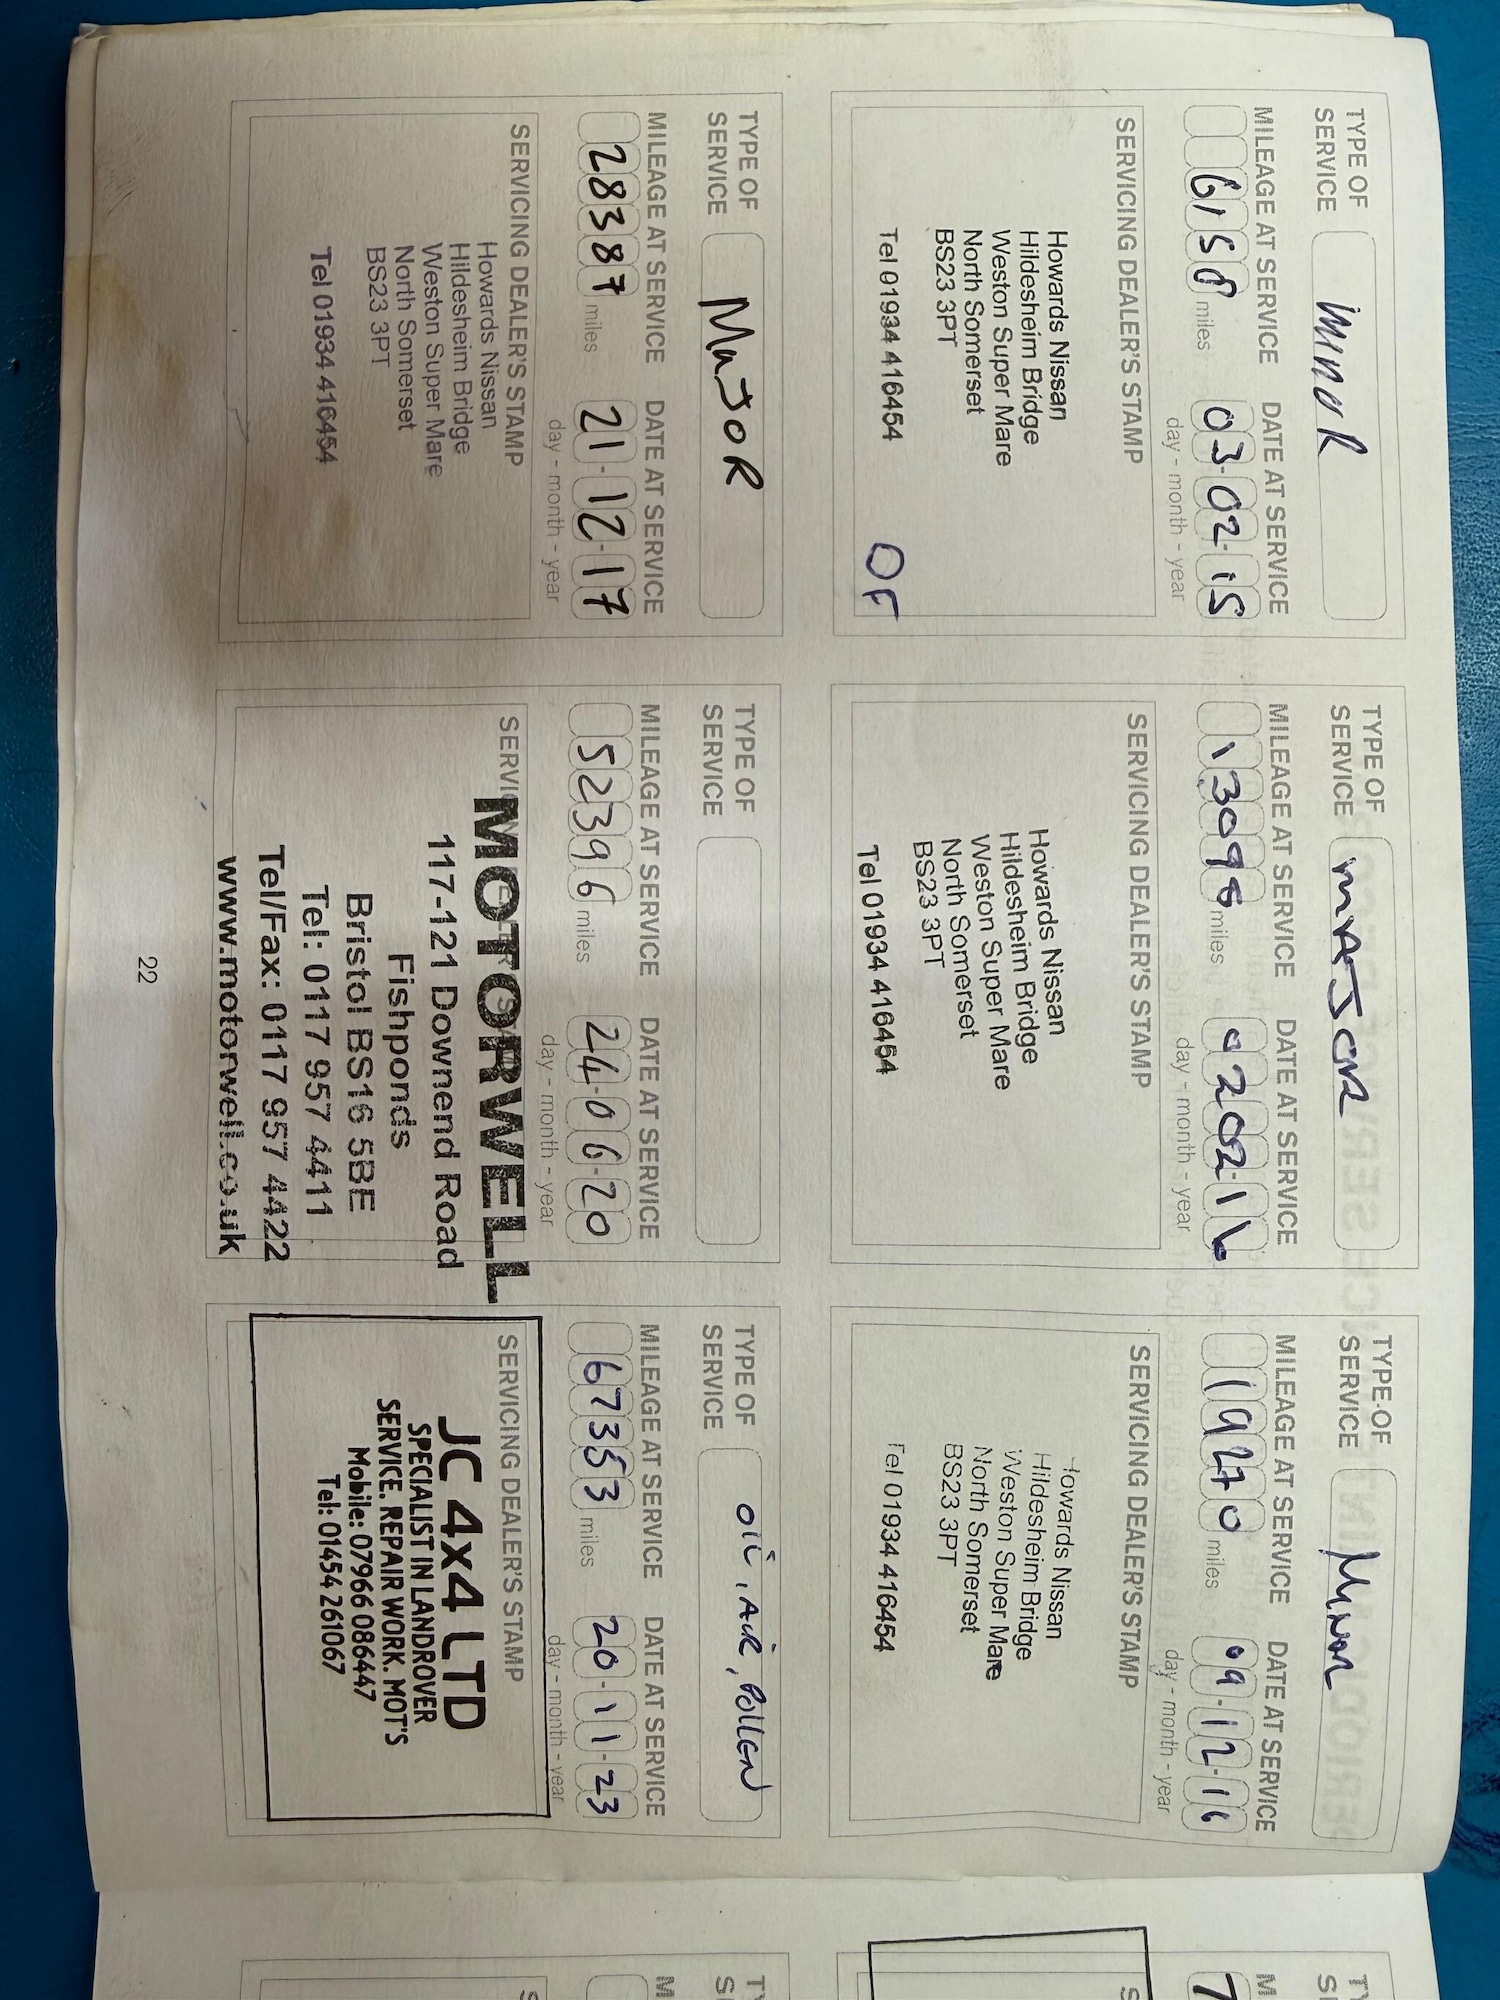 TYPE OF
SERVICE
MINOR
MILEAGE AT SERVICE
DATE AT SERVICE
6158 miles
03-02-15
day - month - year
SERVICING DEALER'S STAMP
Howards Nissan
Hildesheim Bridge
Weston Super Mare
North Somerset
BS23 3PT
Tel 01934 416454
OF
TYPE OF
SERVICE
MAJOR
MILEAGE AT SERVICE
DATE AT SERVICE
13098 miles
0202-16
day - month - year
SERVICING DEALER'S STAMP
Howards Nissan
Hildesheim Bridge
Weston Super Mare
North Somerset
BS23 3PT
Tel 01934 416454
TYPE OF
SERVICE
Minor
MILEAGE AT SERVICE
DATE AT SERVICE
19270 miles
09-12-16
day - month - year
SERVICING DEALER'S STAMP
Howards Nissan
Hildesheim Bridge
Weston Super Mare
North Somerset
BS23 3PT
Tel 01934 416454
TYPE OF
SERVICE
MAJOR
MILEAGE AT SERVICE
DATE AT SERVICE
28387 miles
21-12-17
day - month - year
SERVICING DEALER'S STAMP
Howards Nissan
Hildesheim Bridge
Weston Super Mare
North Somerset
BS23 3PT
Tel 01934 416454
TYPE OF
SERVICE
MILEAGE AT SERVICE
DATE AT SERVICE
52396 miles
24-06-20
day - month - year
MOTORWELL
117-121 Downend Road
Fishponds
Bristol BS16 5BE
Tel: 0117 957 4411
Tel/Fax: 0117 957 4422
www.motorwell.co.uk
TYPE OF
SERVICE
OIL, AIR, POLLEN
MILEAGE AT SERVICE
DATE AT SERVICE
67353 miles
20-11-23
day - month - year
SERVICING DEALER'S STAMP
JC 4x4 LTD
SPECIALIST IN LANDROVER
SERVICE. REPAIR WORK. MOT'S
Mobile: 07966 086447
Tel: 01454 261067
22